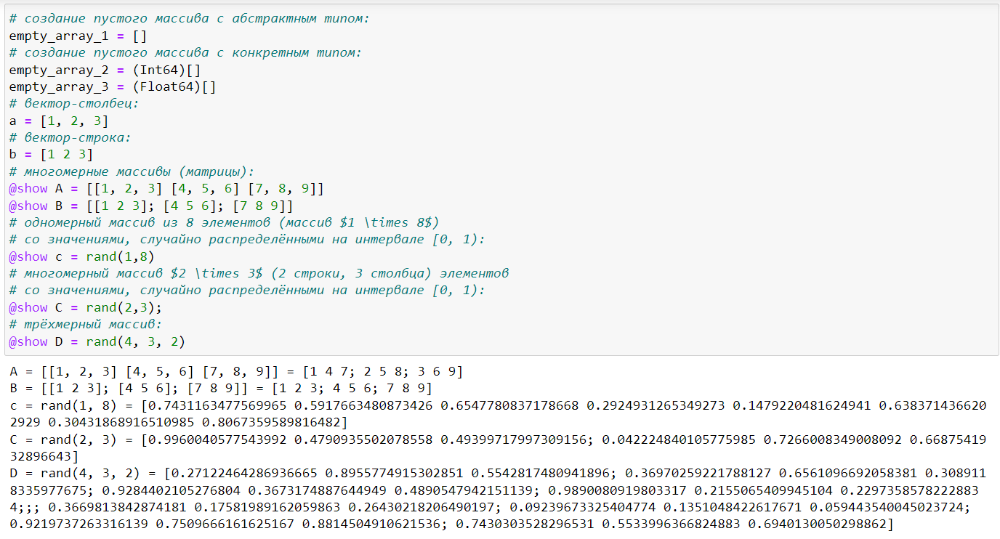 # создание пустого массива с абстрактным типом:
empty_array_1 = []
# создание пустого массива с конкретным типом:
empty_array_2 = (Int64)[]
empty_array_3 = (Float64)[]
# вектор-столбец:
a = [1, 2, 3]
# вектор-строка:
b = [1 2 3]
# многомерные массивы (матрицы):
@show A = [[1, 2, 3] [4, 5, 6] [7, 8, 9]]
@show B = [[1 2 3]; [4 5 6]; [7 8 9]]
# одномерный массив из 8 элементов (массив $1 \times 8$)
# со значениями, случайно распределёнными на интервале [0, 1):
@show c = rand(1,8)
# многомерный массив $2 \times 3$ (2 строки, 3 столбца) элементов
# со значениями, случайно распределёнными на интервале [0, 1):
@show C = rand(2,3);
# трёхмерный массив:
@show D = rand(4, 3, 2)
A = [[1, 2, 3] [4, 5, 6] [7, 8, 9]] = [1 4 7; 2 5 8; 3 6 9]
B = [[1 2 3]; [4 5 6]; [7 8 9]] = [1 2 3; 4 5 6; 7 8 9]
c = rand(1, 8) = [0.7431163477569965 0.5917663480873426 0.6547780837178668 0.2924931265349273 0.1479220481624941 0.638371436620
2929 0.30431868916510985 0.8067359589816482]
C = rand(2, 3) = [0.9960040577543992 0.4790935502078558 0.49399717997309156; 0.042224840105775985 0.7266008349008092 0.66875419
32896643]
D = rand(4, 3, 2) = [0.27122464286936665 0.8955774915302851 0.5542817480941896; 0.36970259221788127 0.6561096692058381 0.308911
8335977675; 0.9284402105276804 0.3673174887644949 0.4890547942151139; 0.9890080919803317 0.2155065409945104 0.2297358578222883
4;;; 0.3669813842874181 0.17581989162059863 0.26430218206490197; 0.09239673325404774 0.1351048422617671 0.059443540045023724;
0.9219737263316139 0.7509666161625167 0.8814504910621536; 0.7430303528296531 0.5533996366824883 0.6940130050298862]